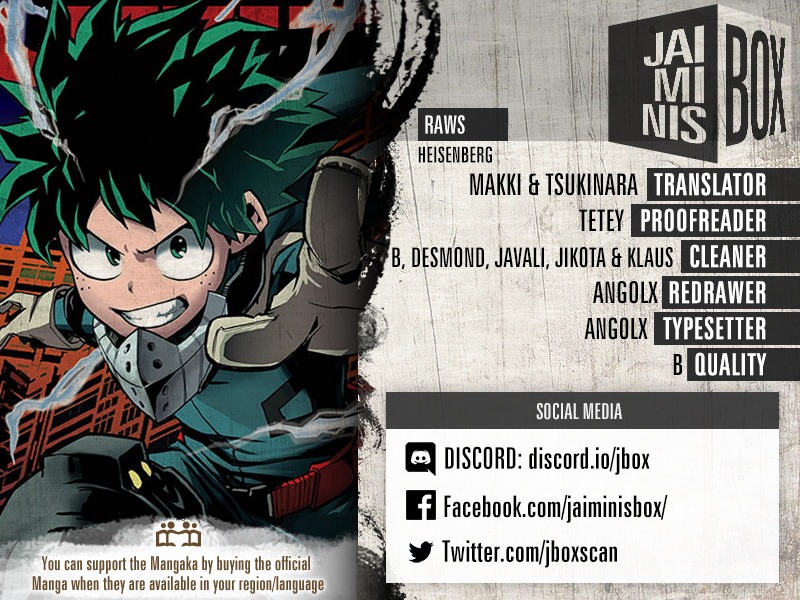 JAI
MI
NIS
BOX
RAWS
HEISENBERG
MAKKI & TSUKINARA TRANSLATOR
TETEY PROOFREADER
B, DESMOND, JAVALI, JIKOTA & KLAUS CLEANER
ANGOLX REDRAWER
ANGOLX TYPESETTER
B QUALITY
SOCIAL MEDIA
DISCORD: discord.io/jbox
Facebook.com/jaiminisbox/
Twitter.com/jboxscan
You can support the Mangaka by buying the official
Manga when they are available in your region/language